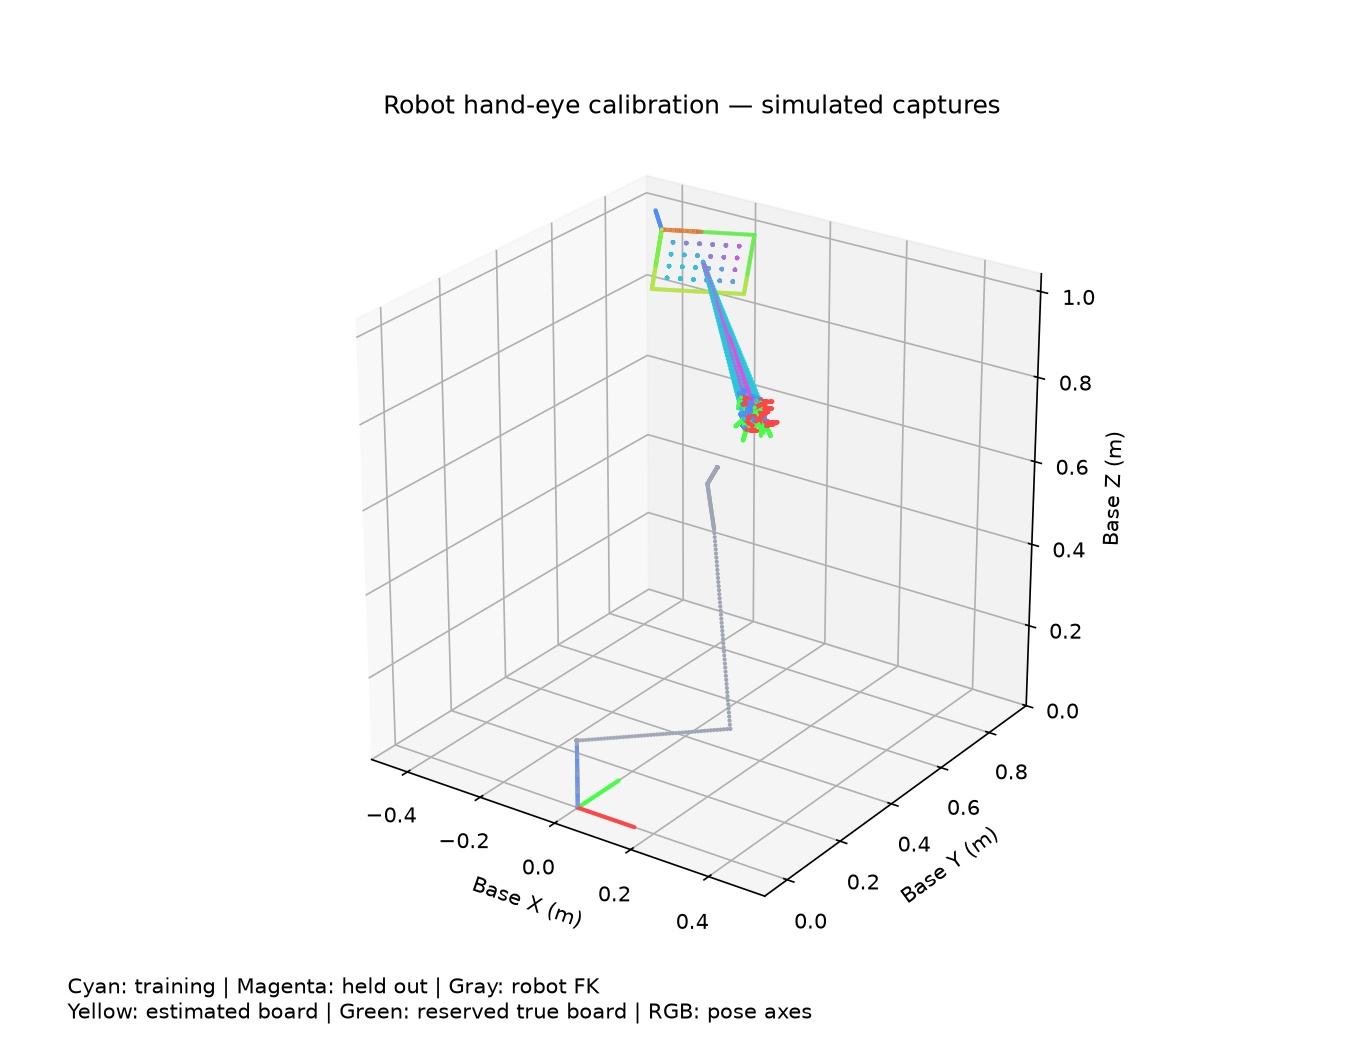 Robot hand-eye calibration — simulated captures
1.0
0.8
0.6
0.4
0.2
0.0
Base Z (m)
−0.4
−0.2
0.0
0.2
0.4
Base X (m)
0.0
0.2
0.4
0.6
0.8
Base Y (m)
Cyan: training | Magenta: held out | Gray: robot FK
Yellow: estimated board | Green: reserved true board | RGB: pose axes